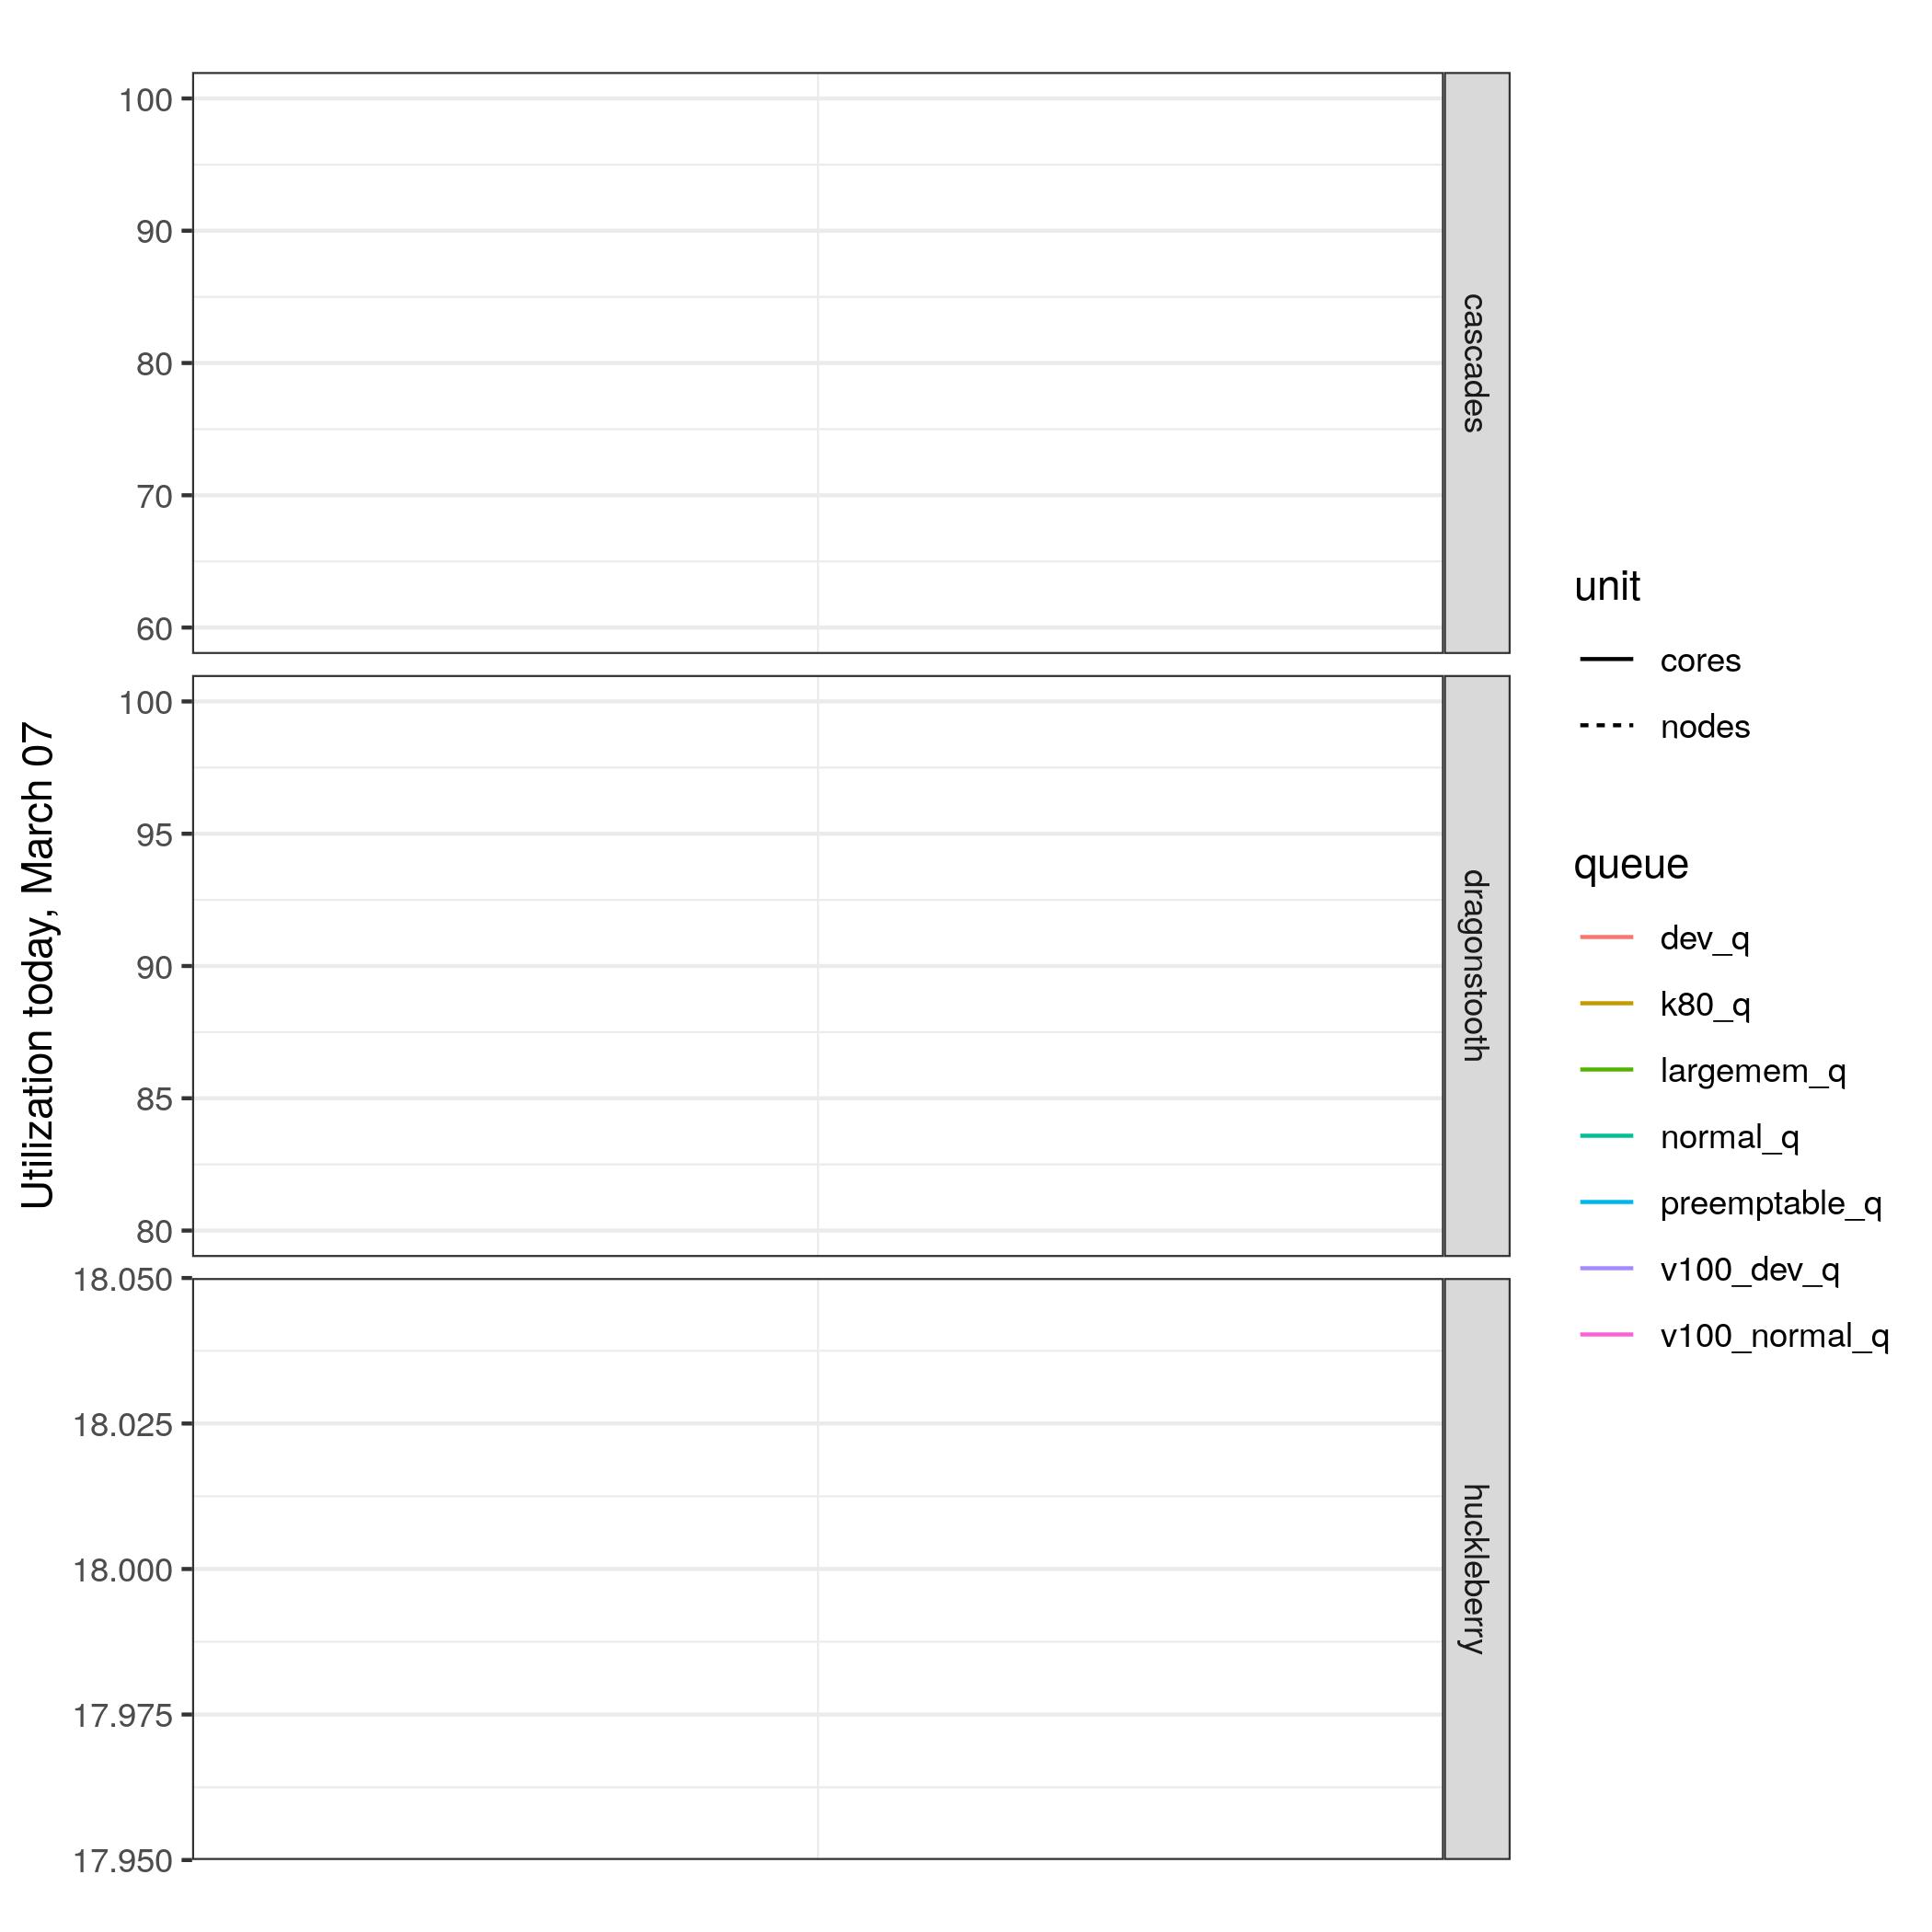 Utilization today, March 07
100
90
80
70
60
cascades
100
95
90
85
80
dragonstooth
18.050
18.025
18.000
17.975
17.950
huckleberry
unit
cores
nodes
queue
dev_q
k80_q
largemem_q
normal_q
preemptable_q
v100_dev_q
v100_normal_q